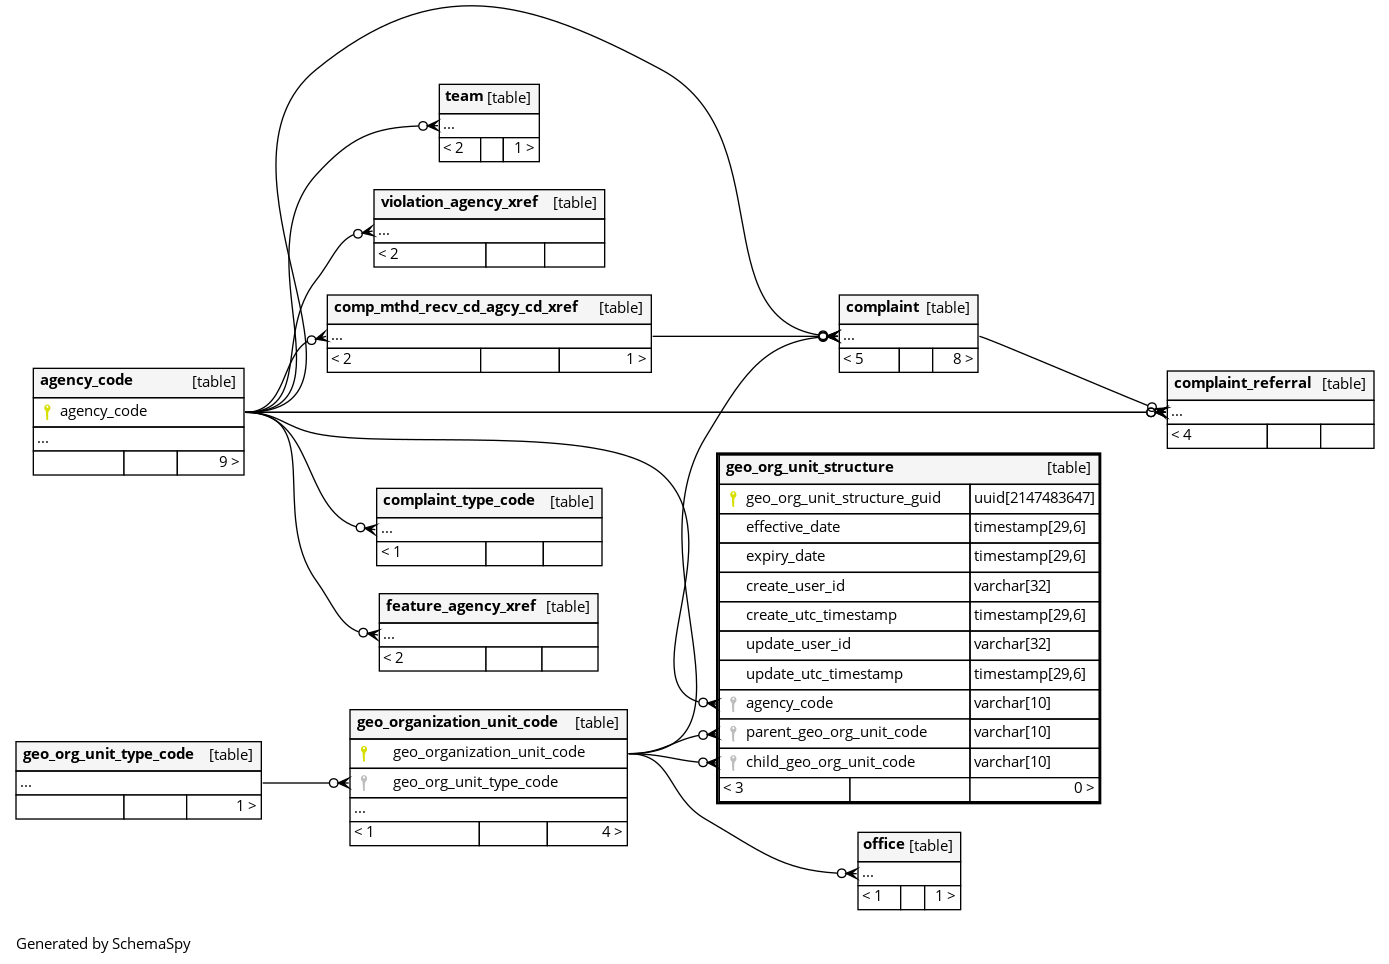 team [table]
...
< 2 1 >
violation_agency_xref [table]
...
< 2
comp_mthd_recv_cd_agcy_cd_xref [table]
...
< 2 1 >
complaint [table]
...
< 5 8 >
agency_code [table]
agency_code
...
9 >
complaint_referral [table]
...
< 4
geo_org_unit_structure [table]
geo_org_unit_structure_guid uuid[2147483647]
effective_date timestamp[29,6]
expiry_date timestamp[29,6]
create_user_id varchar[32]
create_utc_timestamp timestamp[29,6]
update_user_id varchar[32]
update_utc_timestamp timestamp[29,6]
agency_code varchar[10]
parent_geo_org_unit_code varchar[10]
child_geo_org_unit_code varchar[10]
< 3 0 >
complaint_type_code [table]
...
< 1
feature_agency_xref [table]
...
< 2
geo_organization_unit_code [table]
geo_organization_unit_code
geo_org_unit_type_code
...
< 1 4 >
geo_org_unit_type_code [table]
...
1 >
office [table]
...
< 1 1 >
Generated by SchemaSpy